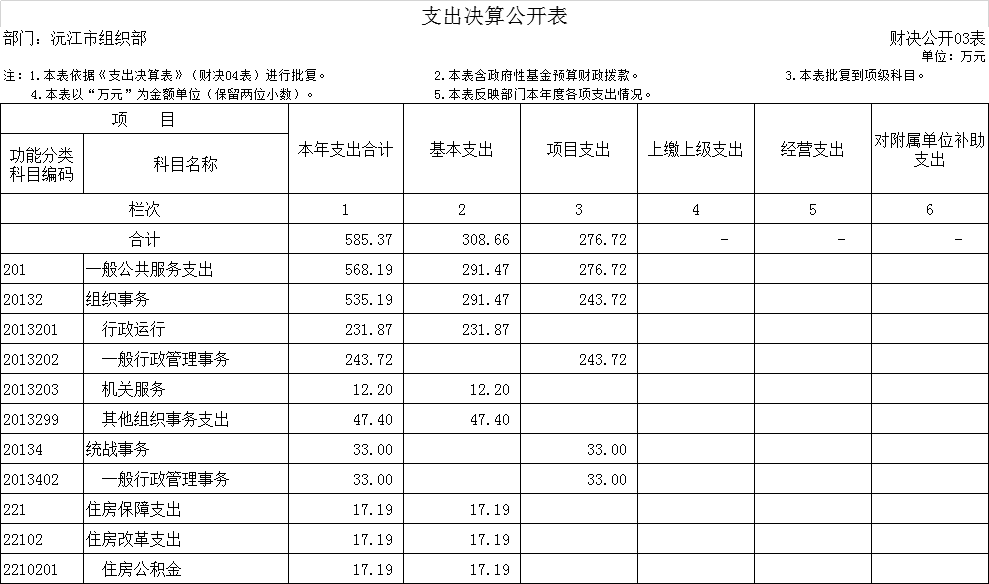 支出决算公开表
部门：沅江市组织部 财决公开03表
单位：万元
注：1.本表依据《支出决算表》（财决04表）进行批复。 2.本表含政府性基金预算财政拨款。 3.本表批复到项级科目。
4.本表以“万元”为金额单位（保留两位小数）。 5.本表反映部门本年度各项支出情况。
项 目 本年支出合计 基本支出 项目支出 上缴上级支出 经营支出 对附属单位补助
支出
功能分类
科目编码 科目名称
栏次 1 2 3 4 5 6
合计 585.37 308.66 276.72 – – –
201 一般公共服务支出 568.19 291.47 276.72
20132 组织事务 535.19 291.47 243.72
2013201 行政运行 231.87 231.87
2013202 一般行政管理事务 243.72 243.72
2013203 机关服务 12.20 12.20
2013299 其他组织事务支出 47.40 47.40
20134 统战事务 33.00 33.00
2013402 一般行政管理事务 33.00 33.00
221 住房保障支出 17.19 17.19
22102 住房改革支出 17.19 17.19
2210201 住房公积金 17.19 17.19